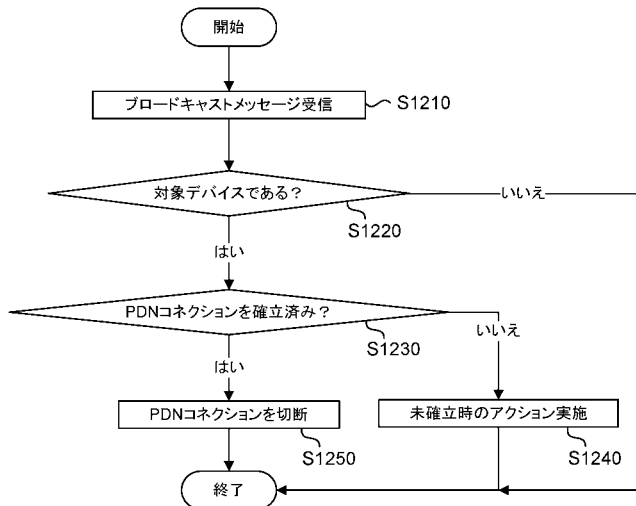 開始
ブロードキャストメッセージ受信
S1210
対象デバイスである?
いいえ
S1220
はい
PDNコネクションを確立済み?
いいえ
S1230
はい
PDNコネクションを切断
未確立時のアクション実施
S1250
S1240
終了